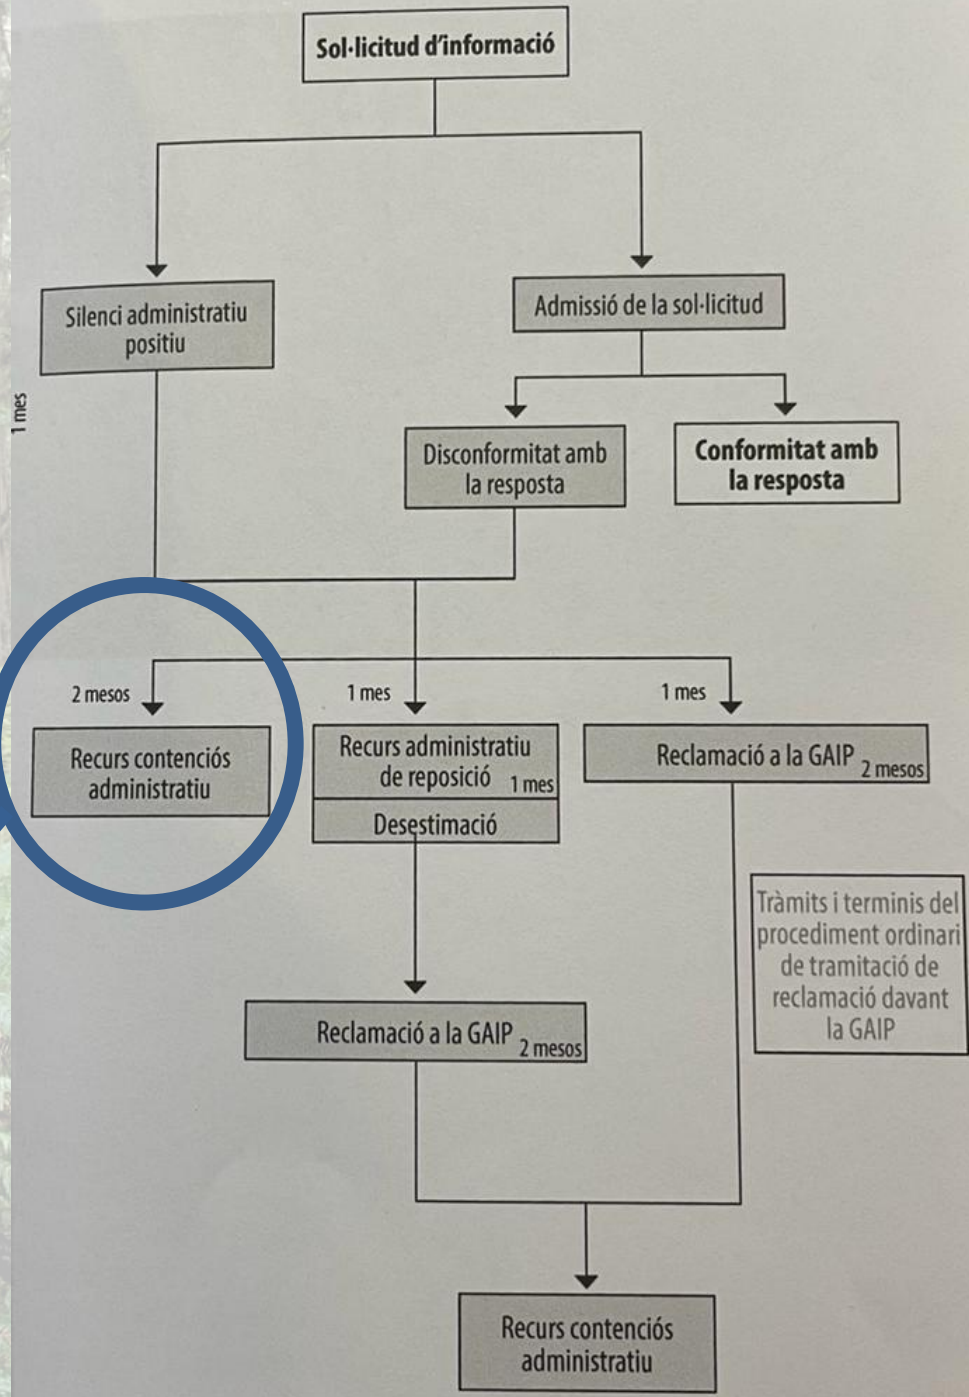 Sol·licitud d'informació
Silenci administratiu
positiu
Admissió de la sol·licitud
1 mes
Disconformitat amb
la resposta
Conformitat amb
la resposta
2 mesos
1 mes
1 mes
Recurs contenciós
administratiu
Recurs administratiu
de reposició 1 mes
Desestimació
Reclamació a la GAIP 2 mesos
Tràmits i terminis del
procediment ordinari
de tramitació de
reclamació davant
la GAIP
Reclamació a la GAIP 2 mesos
Recurs contenciós
administratiu